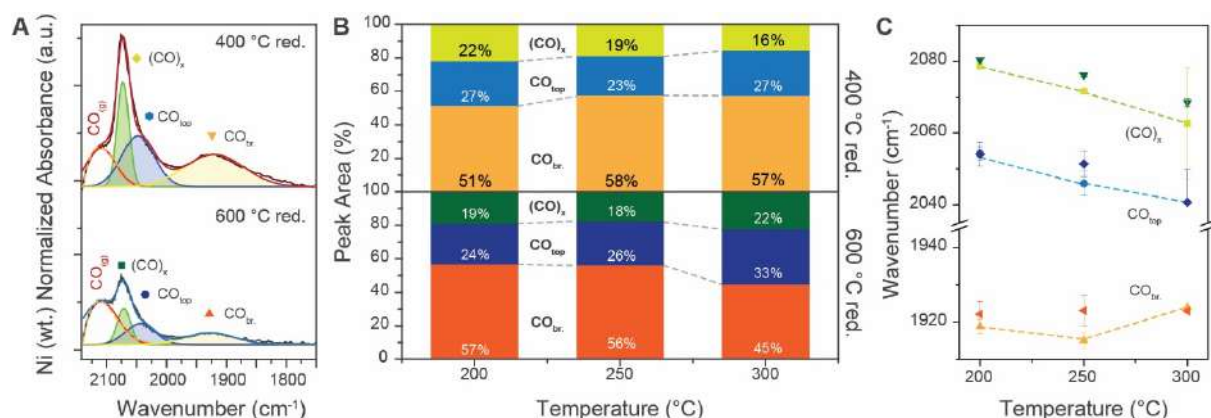 A
400 °C red.
(CO)x
CO(g)
COtop
CObr.
600 °C red.
(CO)x
CO(g)
COtop
CObr.
Ni (wt.) Normalized Absorbance (a.u.)
2100 2000 1900 1800
Wavenumber (cm-1)
B
100
80
60
40
20
100
80
60
40
20
0
Peak Area (%)
22% (CO)x 19% 16%
27% COtop 23% 27%
51% CObr. 58% 57%
400 °C red.
19% (CO)x 18% 22%
24% COtop 26% 33%
57% CObr. 56% 45%
600 °C red.
200 250 300
Temperature (°C)
C
2080
2060
2040
1940
1920
Wavenumber (cm-1)
(CO)x
COtop
CObr.
200 250 300
Temperature (°C)